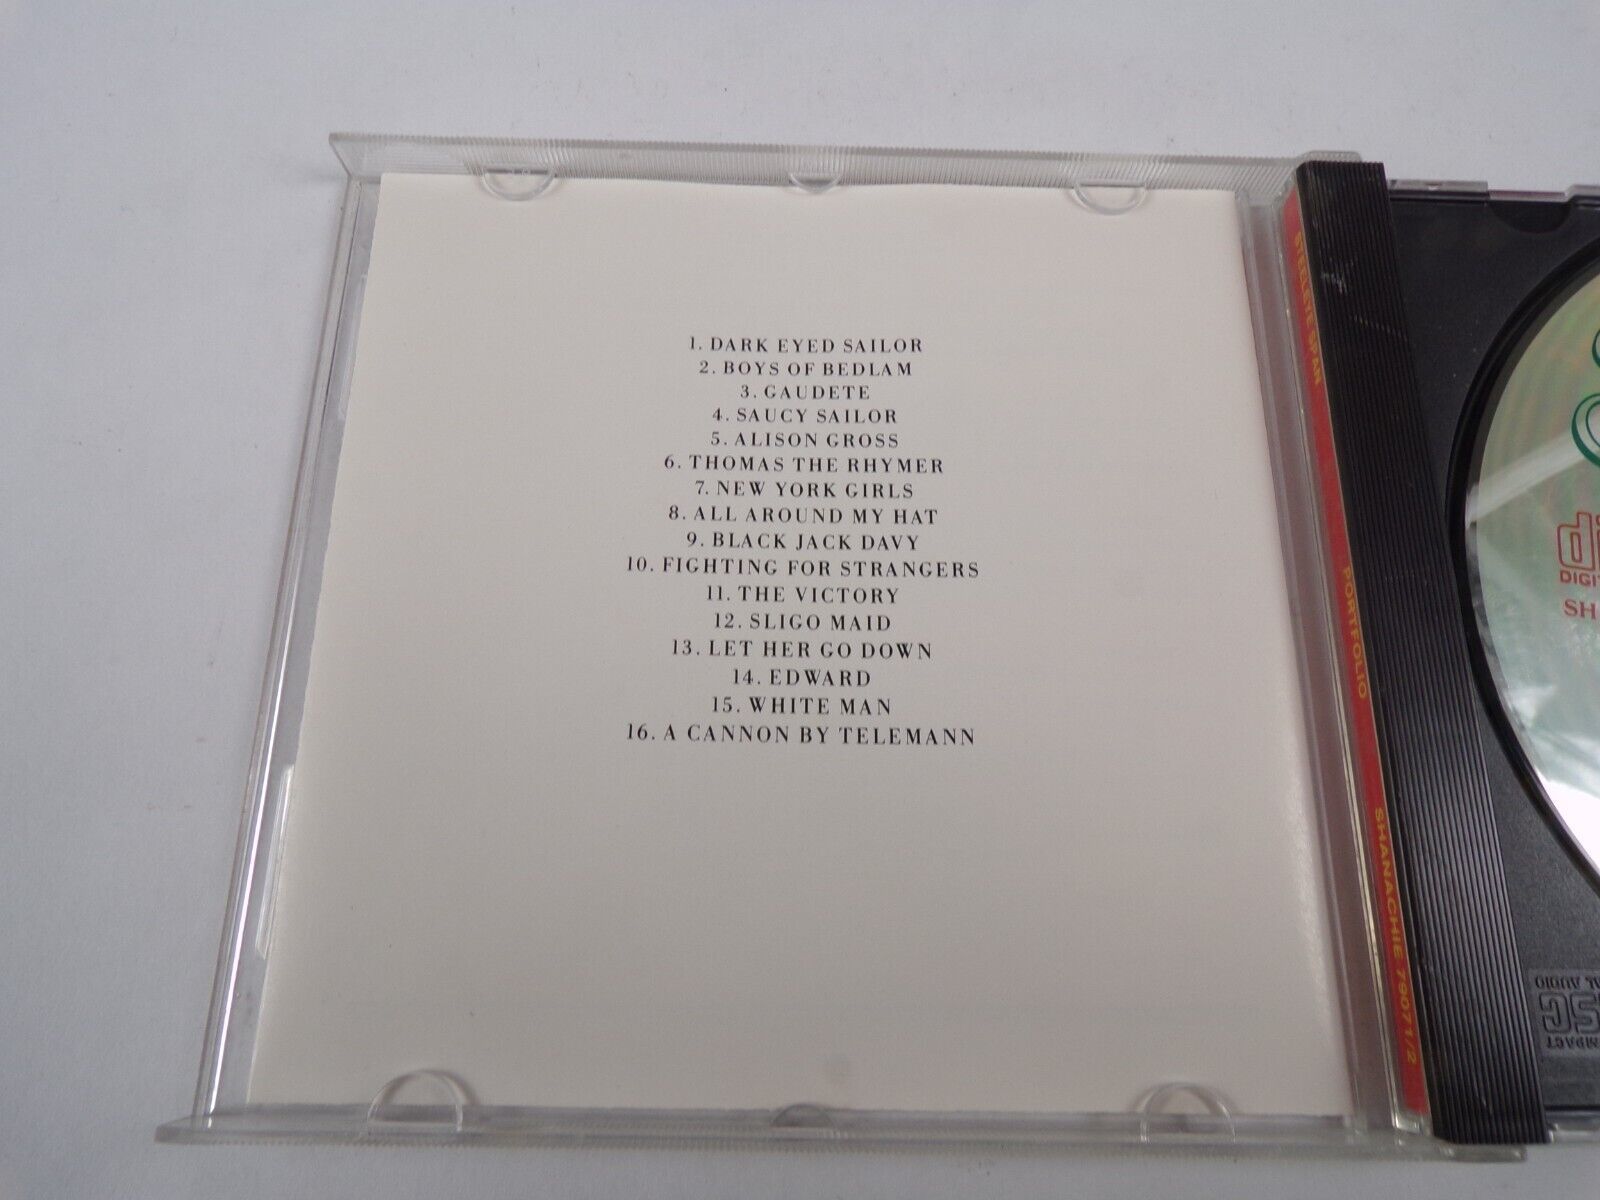 1. DARK EYED SAILOR
2. BOYS OF BEDLAM
3. GAUDETE
4. SAUCY SAILOR
5. ALISON GROSS
6. THOMAS THE RHYMER
7. NEW YORK GIRLS
8. ALL AROUND MY HAT
9. BLACK JACK DAVY
10. FIGHTING FOR STRANGERS
11. THE VICTORY
12. SLIGO MAID
13. LET HER GO DOWN
14. EDWARD
15. WHITE MAN
16. A CANNON BY TELEMANN
STEELEYE SPAN PORTFOLIO SHANACHIE 79071/2